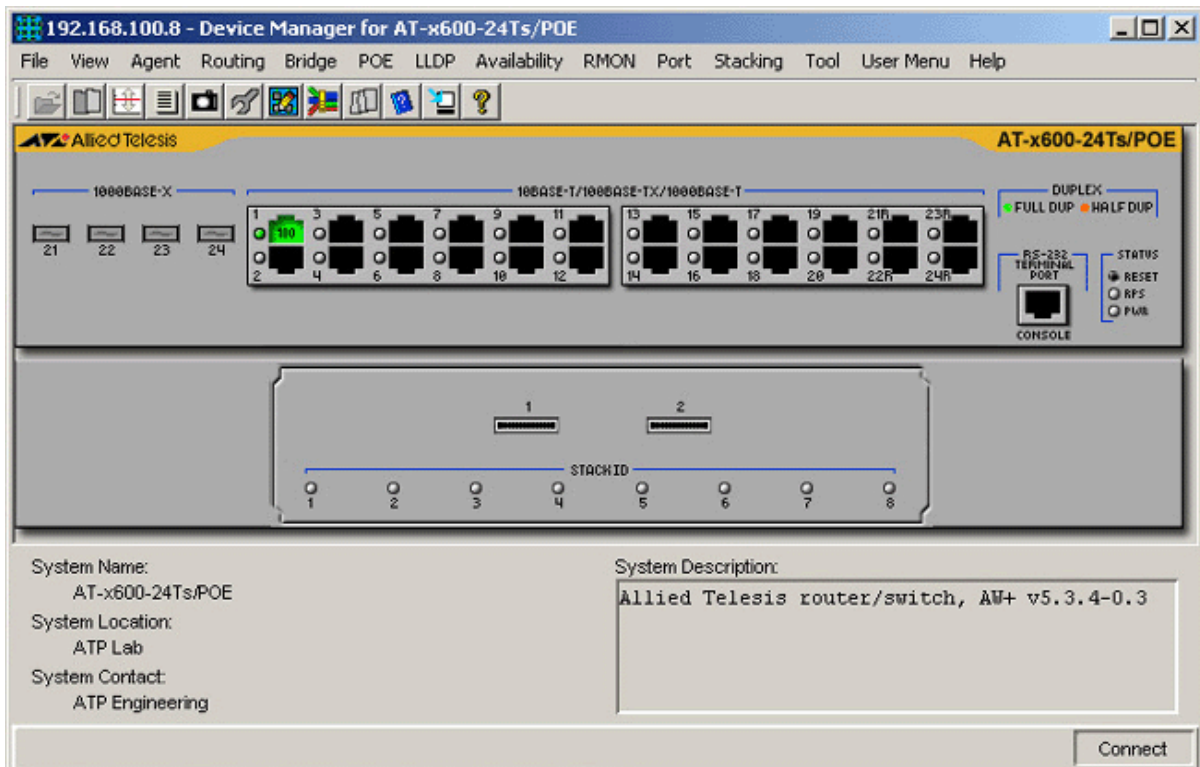 192.168.100.8 - Device Manager for AT-x600-24Ts/POE
File View Agent Routing Bridge POE LLDP Availability RMON Port Stacking Tool User Menu Help
Allied Telesis
AT-x600-24Ts/POE
1000BASE-X
10BASE-T/100BASE-TX/1000BASE-T
DUPLEX
FULL DUP HALF DUP
1 3 5 7 9 11 13 15 17 19 21R 23R
100
21 22 23 24
2 4 6 8 10 12 14 16 18 20 22R 24R
RS-232
TERMINAL
PORT
CONSOLE
STATUS
RESET
RPS
PWR
1 2
STACK ID
1 2 3 4 5 6 7 8
System Name:
AT-x600-24Ts/POE
System Location:
ATP Lab
System Contact:
ATP Engineering
System Description:
Allied Telesis router/switch, AW+ v5.3.4-0.3
Connect